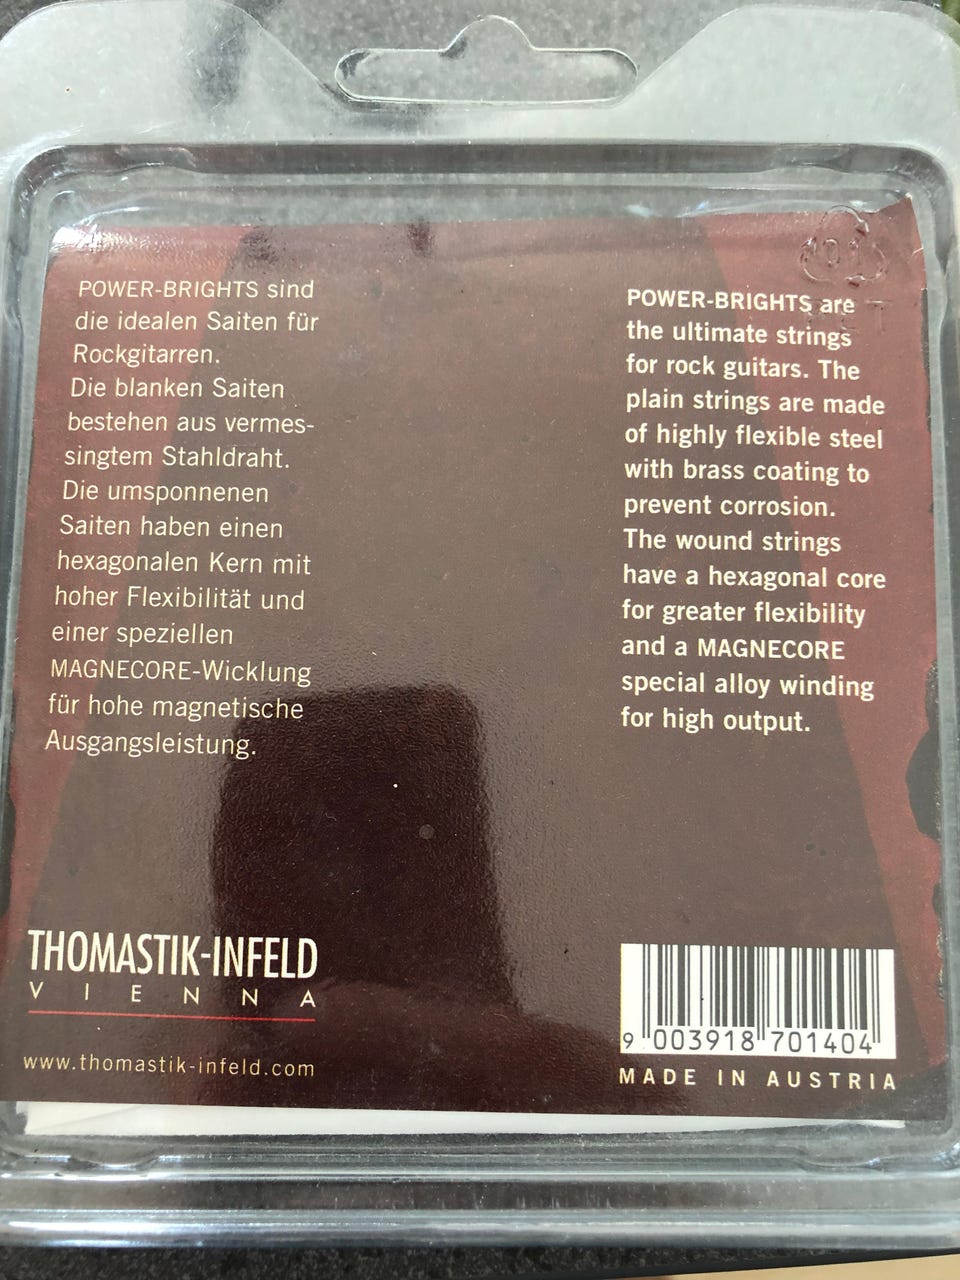 POWER-BRIGHTS sind
die idealen Saiten für
Rockgitarren.
Die blanken Saiten
bestehen aus vermes-
singtem Stahldraht.
Die umsponnenen
Saiten haben einen
hexagonalen Kern mit
hoher Flexibilität und
einer speziellen
MAGNECORE-Wicklung
für hohe magnetische
Ausgangsleistung.
POWER-BRIGHTS are
the ultimate strings
for rock guitars. The
plain strings are made
of highly flexible steel
with brass coating to
prevent corrosion.
The wound strings
have a hexagonal core
for greater flexibility
and a MAGNECORE
special alloy winding
for high output.
THOMASTIK-INFELD
VIENNA
www.thomastik-infeld.com
9 003918 701404
MADE IN AUSTRIA